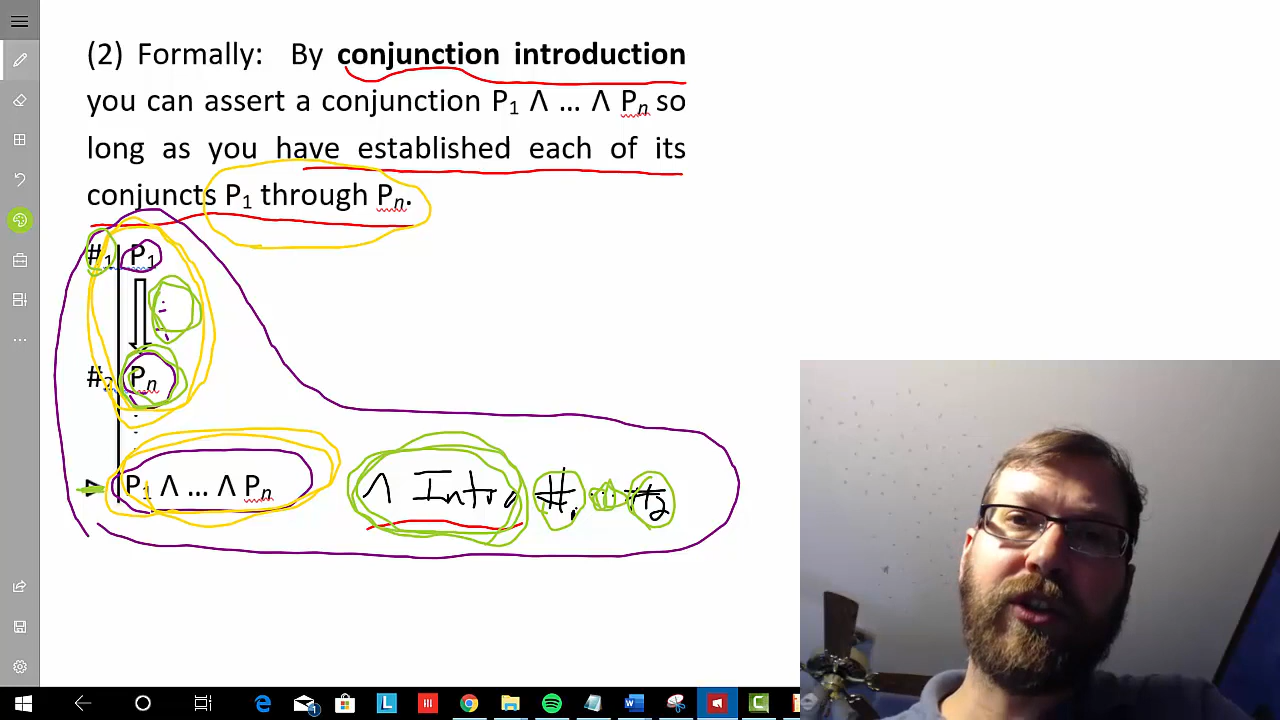 (2) Formally: By conjunction introduction
you can assert a conjunction P₁ Λ ... Λ Pₙ so
long as you have established each of its
conjuncts P₁ through Pₙ.
#₁ P₁
#₂ Pₙ
P₁ Λ ... Λ Pₙ Λ Intro #₁ ... #₂